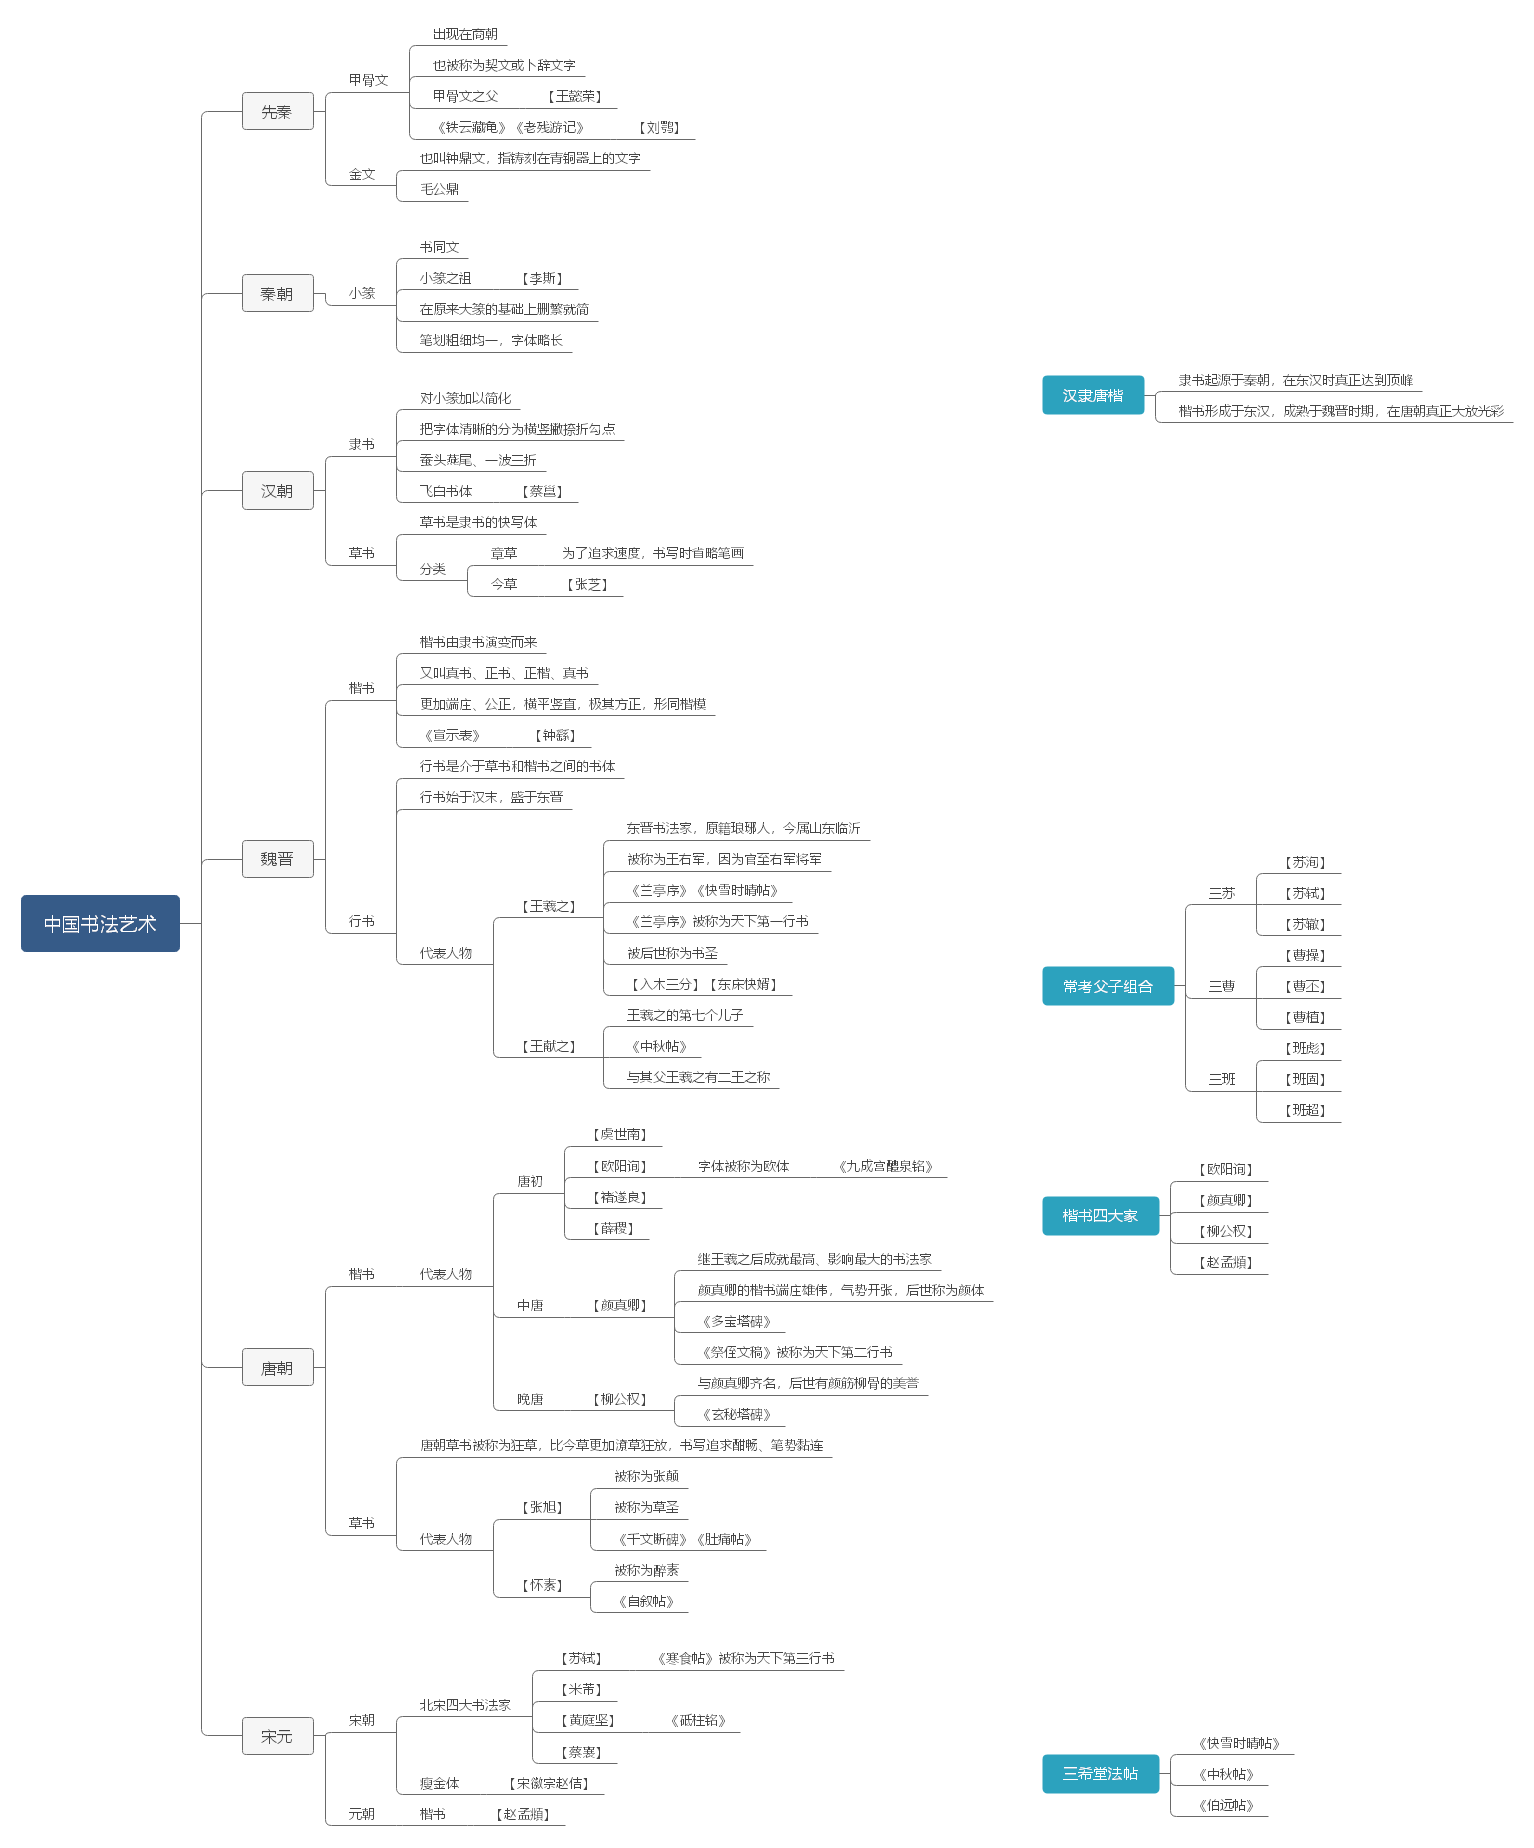 中国书法艺术
先秦
甲骨文
出现在商朝
也被称为契文或卜辞文字
甲骨文之父 【王懿荣】
《铁云藏龟》《老残游记》 【刘鹗】
金文
也叫钟鼎文，指铸刻在青铜器上的文字
毛公鼎
秦朝
小篆
书同文
小篆之祖 【李斯】
在原来大篆的基础上删繁就简
笔划粗细均一，字体略长
汉朝
隶书
对小篆加以简化
把字体清晰的分为横竖撇捺折勾点
蚕头燕尾、一波三折
飞白书体 【蔡邕】
草书
草书是隶书的快写体
分类
章草 为了追求速度，书写时省略笔画
今草 【张芝】
魏晋
楷书
楷书由隶书演变而来
又叫真书、正书、正楷、真书
更加端庄、公正，横平竖直，极其方正，形同楷模
《宣示表》 【钟繇】
行书
行书是介于草书和楷书之间的书体
行书始于汉末，盛于东晋
代表人物
【王羲之】
东晋书法家，原籍琅琊人，今属山东临沂
被称为王右军，因为官至右军将军
《兰亭序》《快雪时晴帖》
《兰亭序》被称为天下第一行书
被后世称为书圣
【入木三分】【东床快婿】
【王献之】
王羲之的第七个儿子
《中秋帖》
与其父王羲之有二王之称
唐朝
楷书
代表人物
唐初
【虞世南】
【欧阳询】 字体被称为欧体 《九成宫醴泉铭》
【褚遂良】
【薛稷】
中唐 【颜真卿】
继王羲之后成就最高、影响最大的书法家
颜真卿的楷书端庄雄伟，气势开张，后世称为颜体
《多宝塔碑》
《祭侄文稿》被称为天下第二行书
晚唐 【柳公权】
与颜真卿齐名，后世有颜筋柳骨的美誉
《玄秘塔碑》
草书
唐朝草书被称为狂草，比今草更加潦草狂放，书写追求酣畅、笔势黏连
代表人物
【张旭】
被称为张颠
被称为草圣
《千文断碑》《肚痛帖》
【怀素】
被称为醉素
《自叙帖》
宋元
宋朝
北宋四大书法家
【苏轼】 《寒食帖》被称为天下第三行书
【米芾】
【黄庭坚】 《砥柱铭》
【蔡襄】
瘦金体 【宋徽宗赵佶】
元朝 楷书 【赵孟頫】
汉隶唐楷
隶书起源于秦朝，在东汉时真正达到顶峰
楷书形成于东汉，成熟于魏晋时期，在唐朝真正大放光彩
常考父子组合
三苏
【苏洵】
【苏轼】
【苏辙】
三曹
【曹操】
【曹丕】
【曹植】
三班
【班彪】
【班固】
【班超】
楷书四大家
【欧阳询】
【颜真卿】
【柳公权】
【赵孟頫】
三希堂法帖
《快雪时晴帖》
《中秋帖》
《伯远帖》